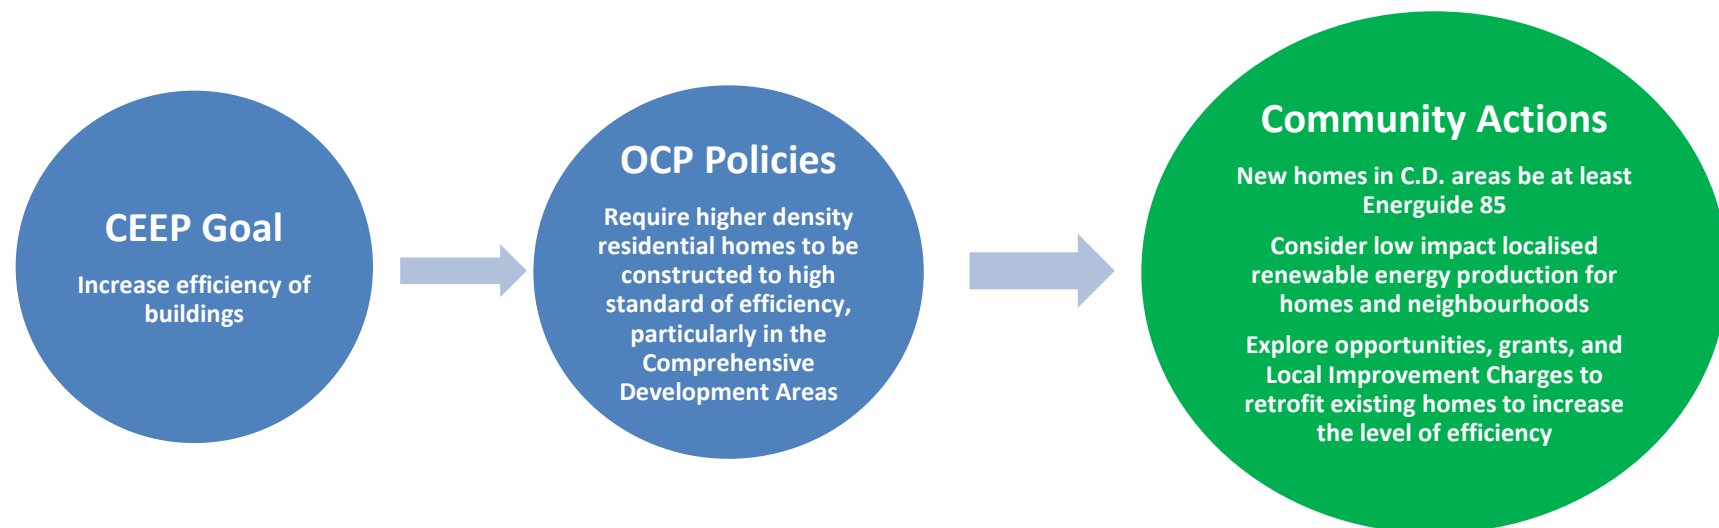 CEEP Goal
Increase efficiency of
buildings
OCP Policies
Require higher density
residential homes to be
constructed to high
standard of efficiency,
particularly in the
Comprehensive
Development Areas
Community Actions
New homes in C.D. areas be at least
Energuide 85
Consider low impact localised
renewable energy production for
homes and neighbourhoods
Explore opportunities, grants, and
Local Improvement Charges to
retrofit existing homes to increase
the level of efficiency